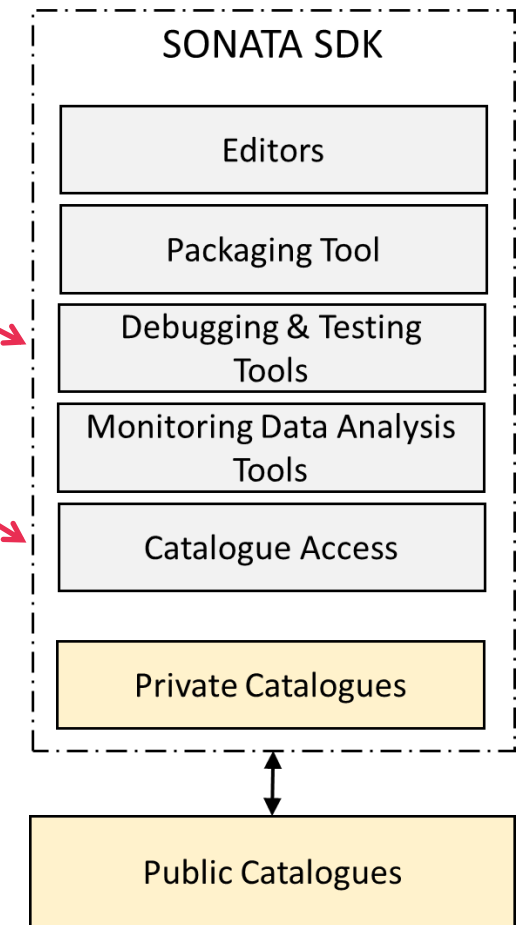 SONATA SDK
Editors
Packaging Tool
Debugging & Testing
Tools
Monitoring Data Analysis
Tools
Catalogue Access
Private Catalogues
Public Catalogues